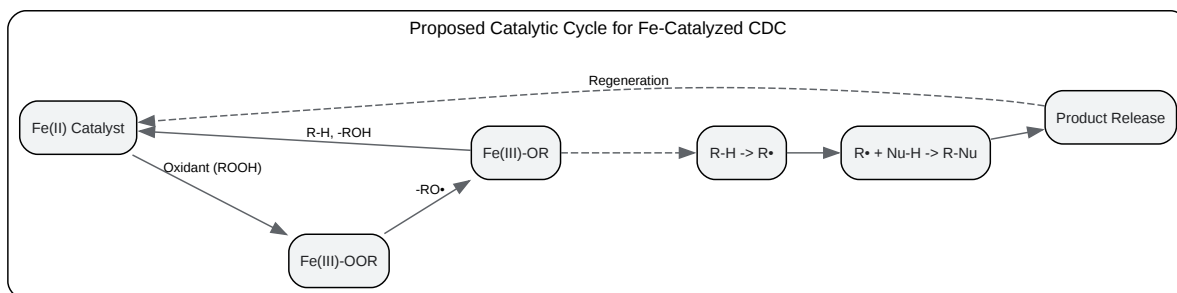 Proposed Catalytic Cycle for Fe-Catalyzed CDC
Regeneration
Fe(II) Catalyst
R-H, -ROH
Fe(III)-OR
R-H -> R•
R• + Nu-H -> R-Nu
Product Release
Oxidant (ROOH)
-RO•
Fe(III)-OOR